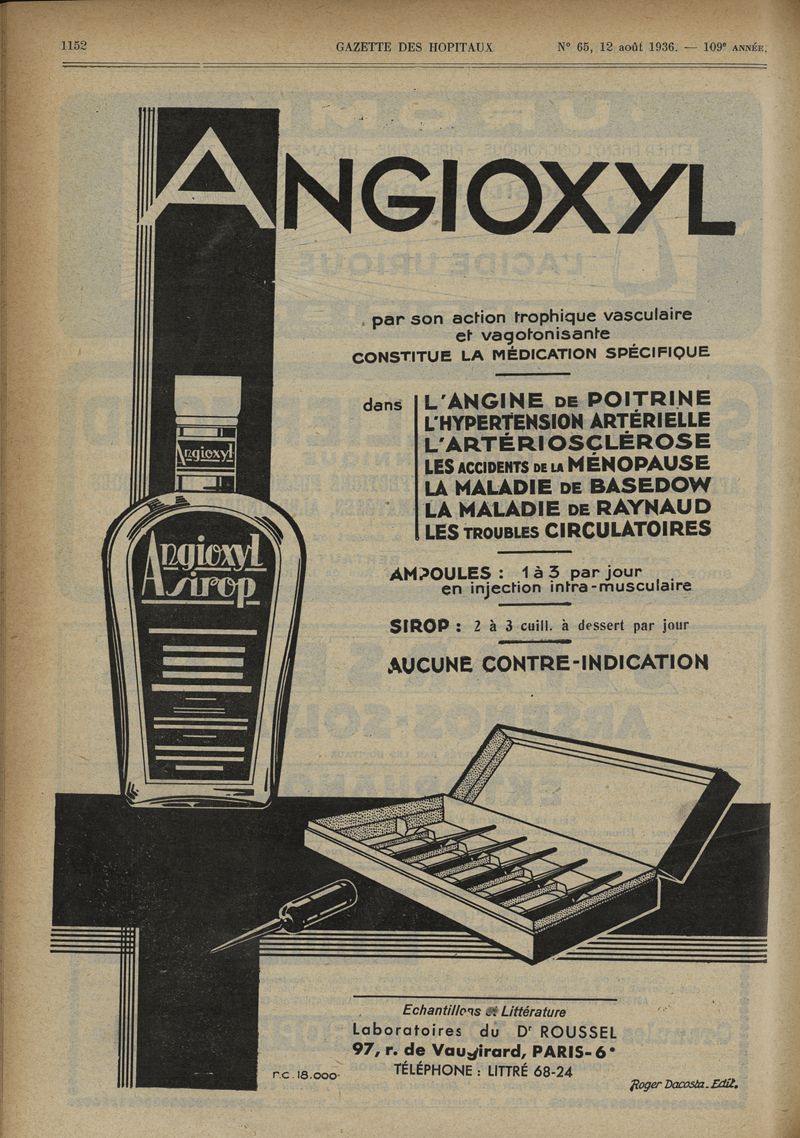 1152 GAZETTE DES HOPITAUX N° 65, 12 août 1936. — 109e ANNÉE.
ANGIOXYL
par son action trophique vasculaire
et vagotonisante
CONSTITUE LA MÉDICATION SPÉCIFIQUE
dans
L'ANGINE DE POITRINE
L'HYPERTENSION ARTÉRIELLE
L'ARTÉRIOSCLÉROSE
LES ACCIDENTS DE LA MÉNOPAUSE
LA MALADIE DE BASEDOW
LA MALADIE DE RAYNAUD
LES TROUBLES CIRCULATOIRES
Angioxyl
Angioxyl
Sirop
AMPOULES : 1 à 3 par jour
en injection intra-musculaire
SIROP : 2 à 3 cuill. à dessert par jour
AUCUNE CONTRE-INDICATION
Echantillons et Littérature
Laboratoires du Dr ROUSSEL
97, r. de Vaugirard, PARIS-6e
TÉLÉPHONE : LITTRÉ 68-24
r.c. 18.000
Roger Dacosta. Edit.